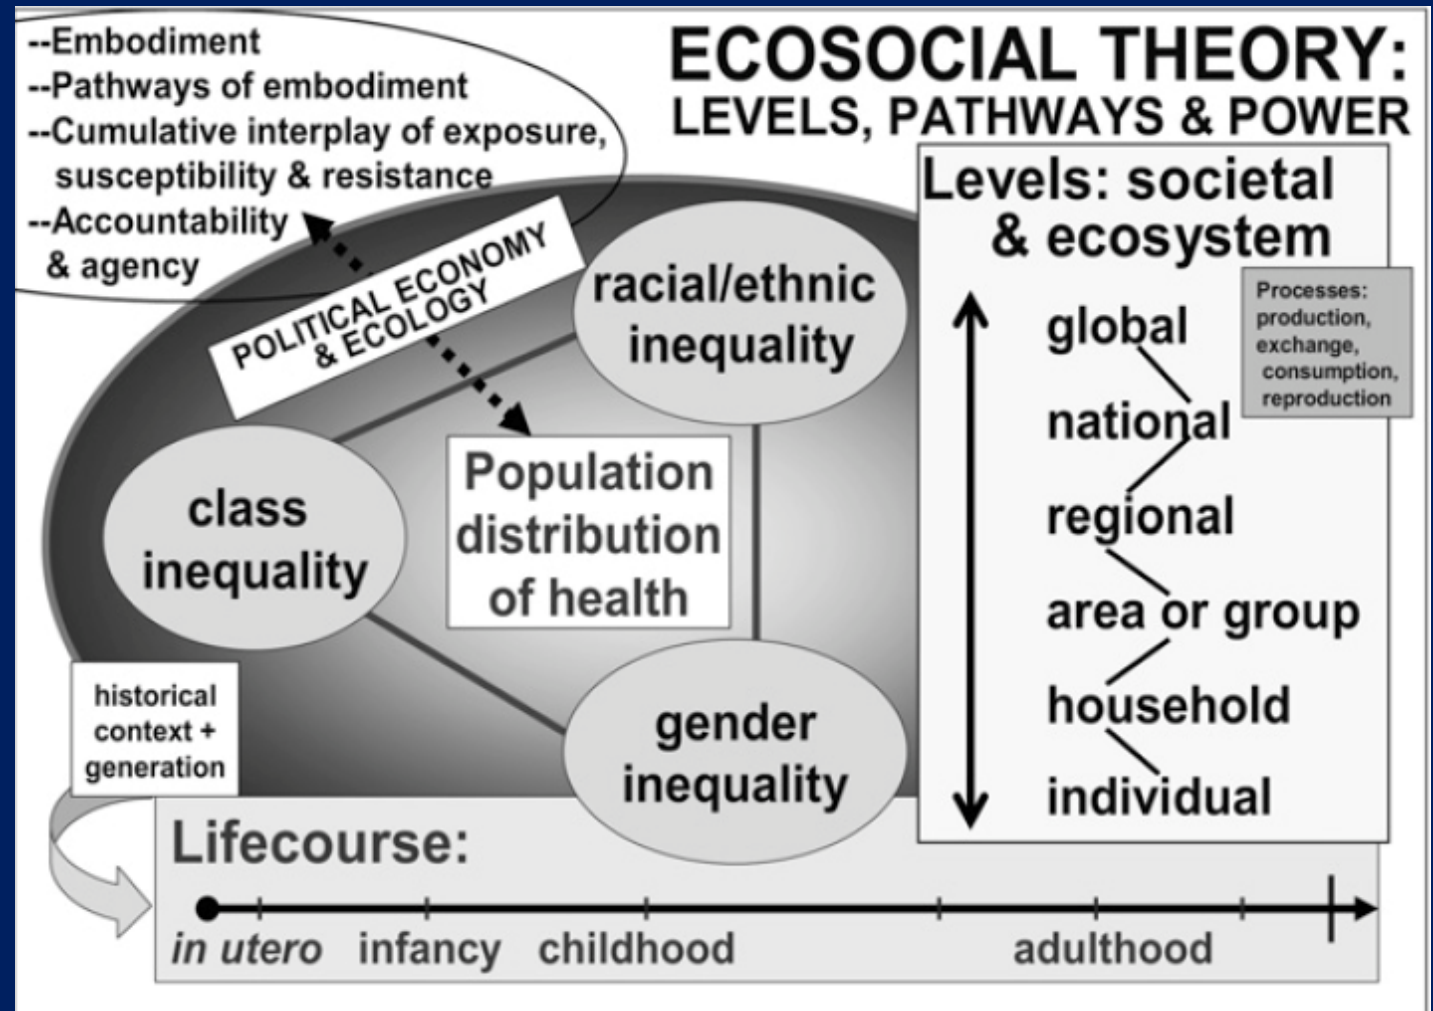 --Embodiment
--Pathways of embodiment
--Cumulative interplay of exposure,
susceptibility & resistance
--Accountability
& agency
ECOSOCIAL THEORY:
LEVELS, PATHWAYS & POWER
POLITICAL ECONOMY
& ECOLOGY
racial/ethnic
inequality
class
inequality
Population
distribution
of health
gender
inequality
historical
context +
generation
Levels: societal
& ecosystem
Processes:
production,
exchange,
consumption,
reproduction
global
national
regional
area or group
household
individual
Lifecourse:
in utero infancy childhood adulthood